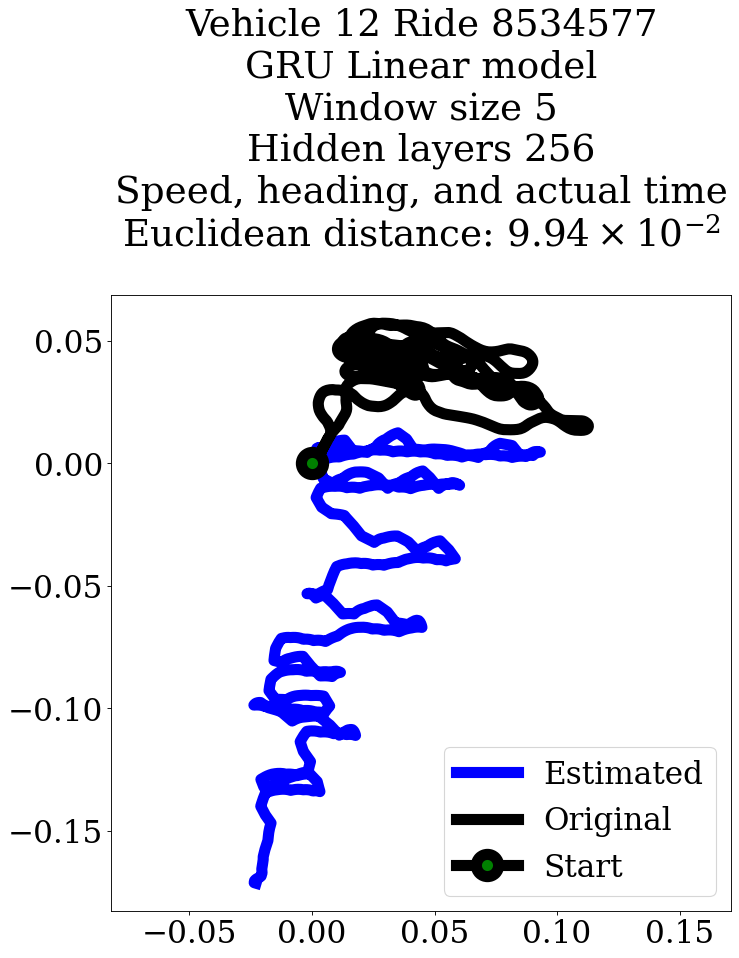 Vehicle 12 Ride 8534577
GRU Linear model
Window size 5
Hidden layers 256
Speed, heading, and actual time
Euclidean distance: 9.94 × 10⁻²
0.05
0.00
−0.05
−0.10
−0.15
Estimated
Original
Start
−0.05 0.00 0.05 0.10 0.15